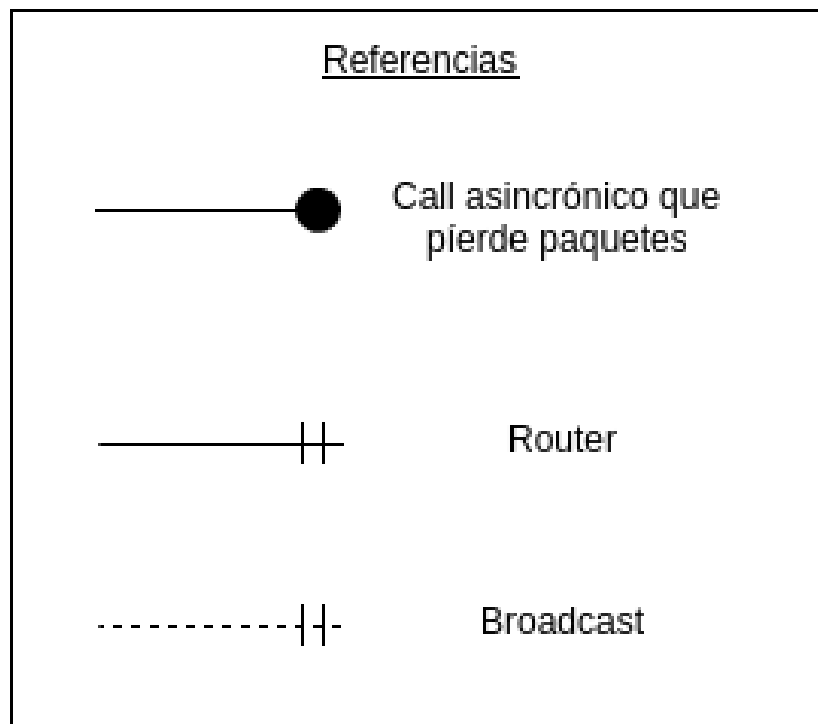 Referencias
Call asincrónico que
pierde paquetes
Router
Broadcast